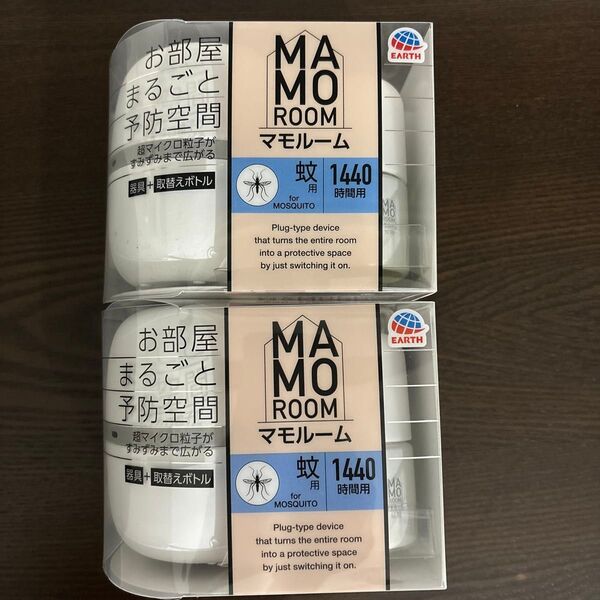 お部屋
まるごと
予防空間
超マイクロ粒子が
すみずみまで広がる
器具+取替えボトル
MA
MO
ROOM
マモルーム
蚊用
for
MOSQUITO
1440
時間用
Plug-type device
that turns the entire room
into a protective space
by just switching it on.
EARTH
MA
MO
お部屋
まるごと
予防空間
超マイクロ粒子が
すみずみまで広がる
器具+取替えボトル
MA
MO
ROOM
マモルーム
蚊用
for
MOSQUITO
1440
時間用
Plug-type device
that turns the entire room
into a protective space
by just switching it on.
EARTH
MA
MO